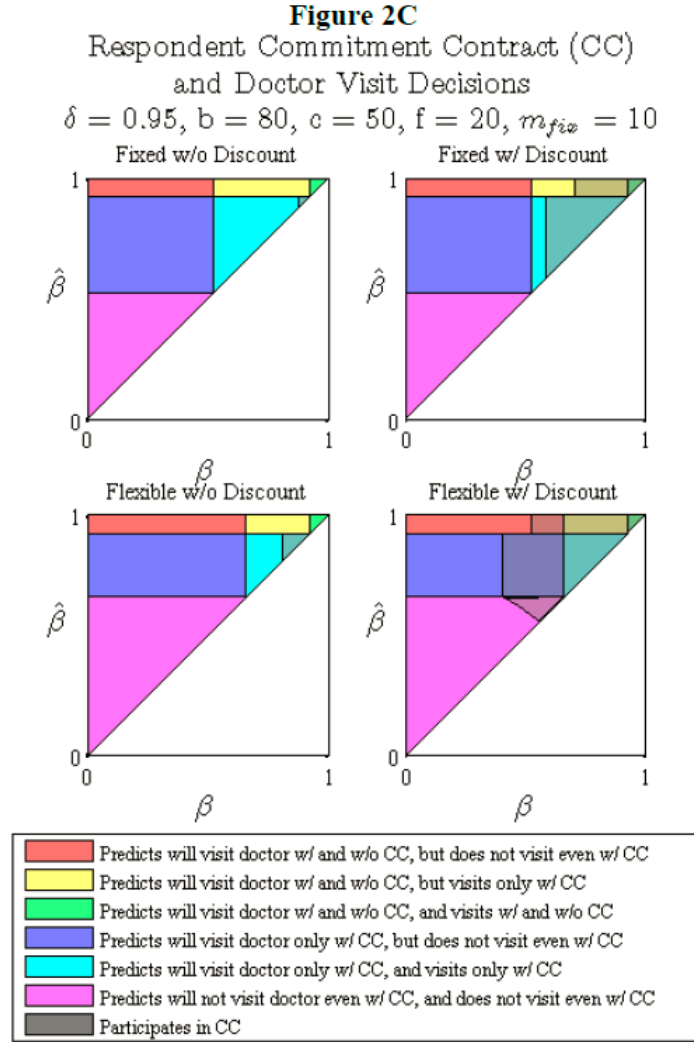 Figure 2C
Respondent Commitment Contract (CC)
and Doctor Visit Decisions
δ = 0.95, b = 80, c = 50, f = 20, m_fix = 10
Fixed w/o Discount
Fixed w/ Discount
1
β̂
0
0
1
β
1
β̂
0
0
1
β
Flexible w/o Discount
Flexible w/ Discount
1
β̂
0
0
1
β
1
β̂
0
0
1
β
Predicts will visit doctor w/ and w/o CC, but does not visit even w/ CC
Predicts will visit doctor w/ and w/o CC, but visits only w/ CC
Predicts will visit doctor w/ and w/o CC, and visits w/ and w/o CC
Predicts will visit doctor only w/ CC, but does not visit even w/ CC
Predicts will visit doctor only w/ CC, and visits only w/ CC
Predicts will not visit doctor even w/ CC, and does not visit even w/ CC
Participates in CC